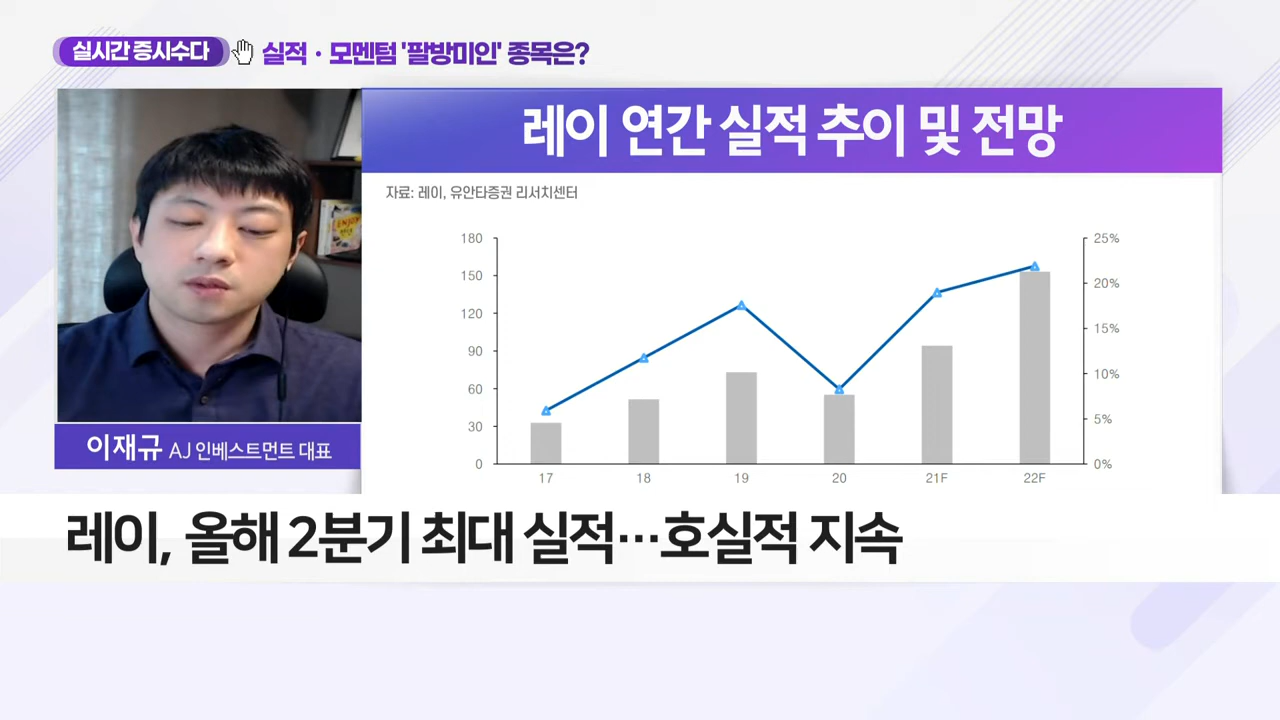 실시간 증시수다
실적·모멘텀 '팔방미인' 종목은?
레이 연간 실적 추이 및 전망
자료: 레이, 유안타증권 리서치센터
180 25%
150 20%
120 15%
90 10%
60 5%
30 0%
0
17 18 19 20 21F 22F
ENJOY
이재규 AJ 인베스트먼트 대표
레이, 올해 2분기 최대 실적…호실적 지속